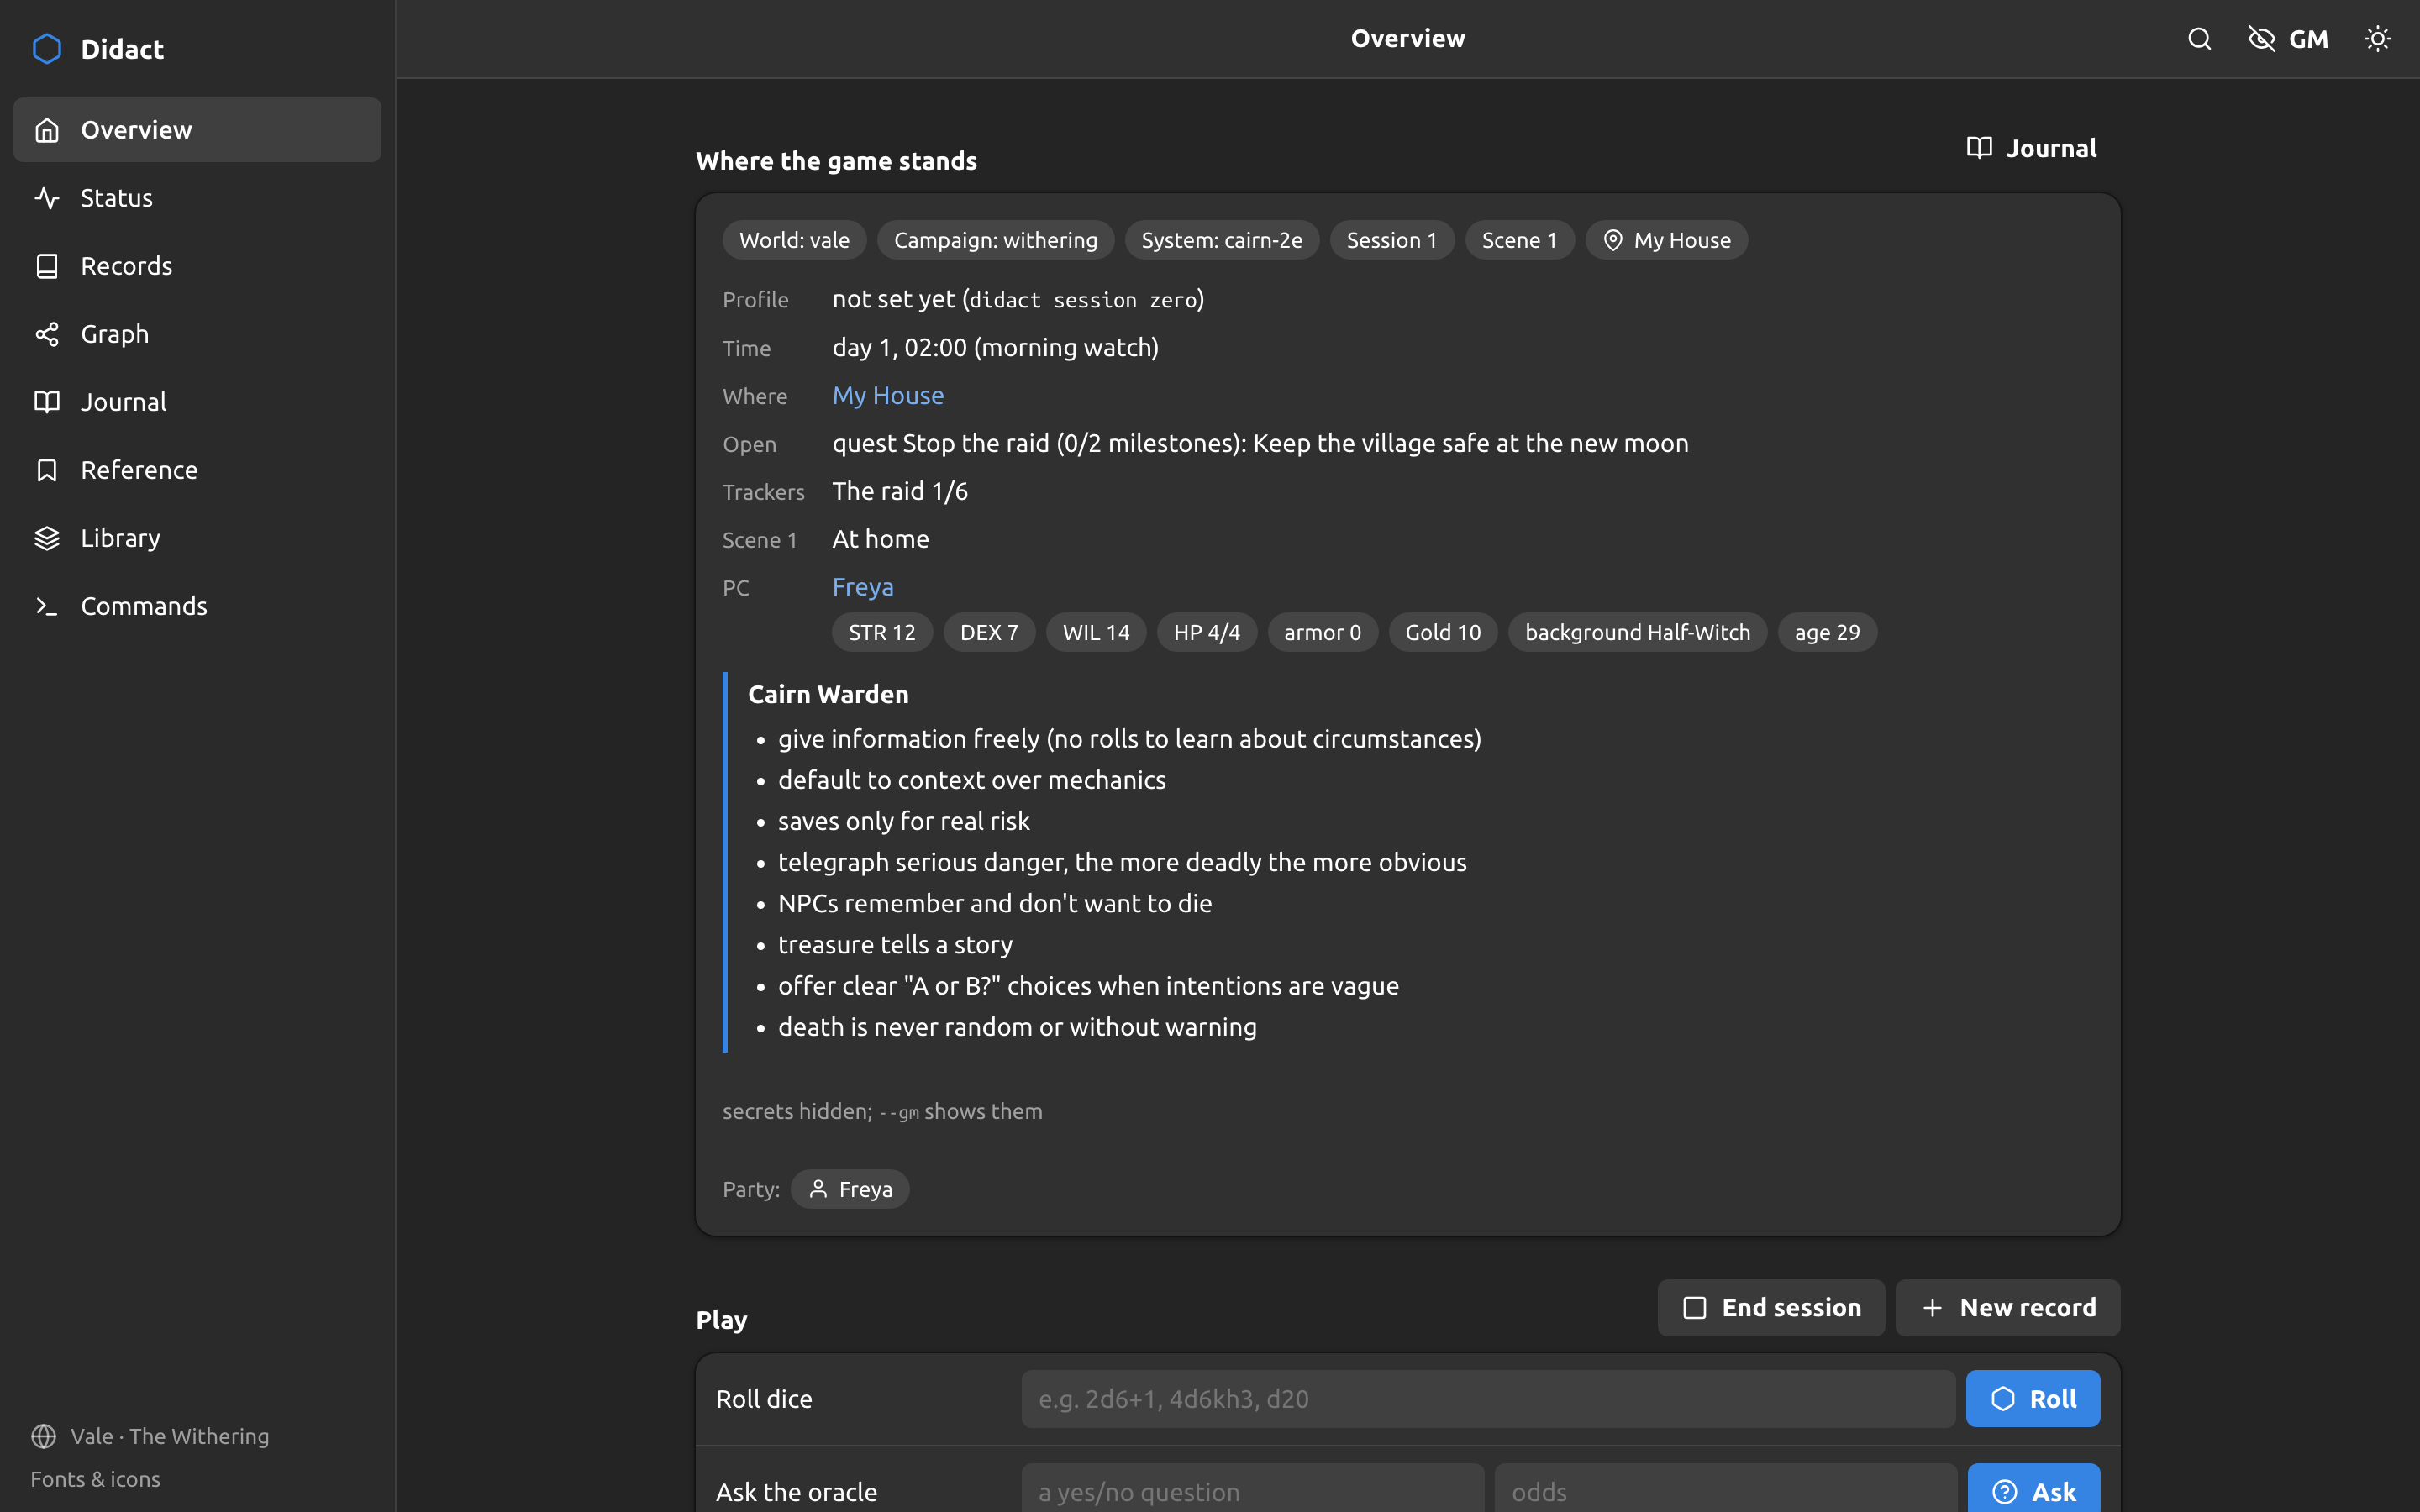 Didact
Overview
Status
Records
Graph
Journal
Reference
Library
Commands
Vale · The Withering
Fonts & icons
Overview
GM
Where the game stands
Journal
World: vale
Campaign: withering
System: cairn-2e
Session 1
Scene 1
My House
Profile not set yet (didact session zero)
Time day 1, 02:00 (morning watch)
Where My House
Open quest Stop the raid (0/2 milestones): Keep the village safe at the new moon
Trackers The raid 1/6
Scene 1 At home
PC Freya
STR 12
DEX 7
WIL 14
HP 4/4
armor 0
Gold 10
background Half-Witch
age 29
Cairn Warden
• give information freely (no rolls to learn about circumstances)
• default to context over mechanics
• saves only for real risk
• telegraph serious danger, the more deadly the more obvious
• NPCs remember and don't want to die
• treasure tells a story
• offer clear "A or B?" choices when intentions are vague
• death is never random or without warning
secrets hidden; --gm shows them
Party: Freya
Play
End session
New record
Roll dice
e.g. 2d6+1, 4d6kh3, d20
Roll
Ask the oracle
a yes/no question
odds
Ask